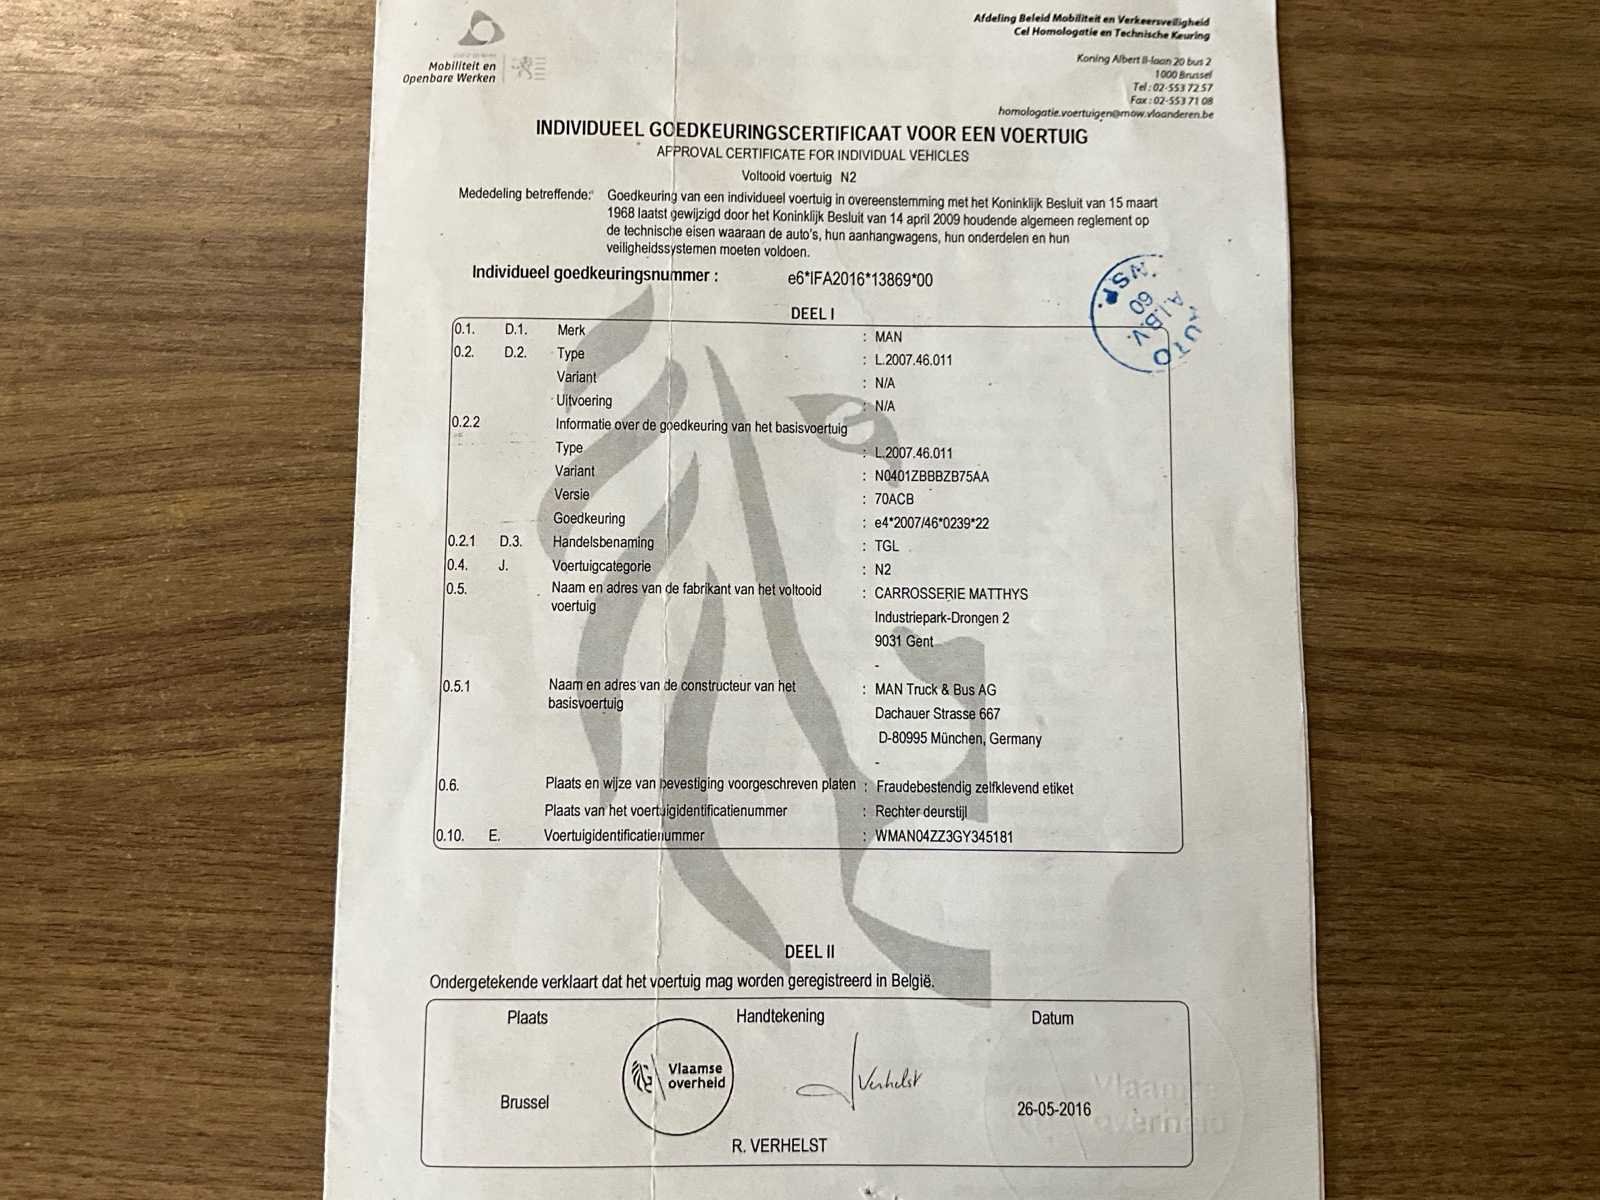 Mobiliteit en
Openbare Werken
Afdeling Beleid Mobiliteit en Verkeersveiligheid
Cel Homologatie en Technische Keuring
Koning Albert II-laan 20 bus 2
1000 Brussel
Tel : 02-553 72 57
Fax : 02-553 71 08
homologatie.voertuigen@mow.vlaanderen.be
INDIVIDUEEL GOEDKEURINGSCERTIFICAAT VOOR EEN VOERTUIG
APPROVAL CERTIFICATE FOR INDIVIDUAL VEHICLES
Voltooid voertuig N2
Mededeling betreffende: Goedkeuring van een individueel voertuig in overeenstemming met het Koninklijk Besluit van 15 maart
1968 laatst gewijzigd door het Koninklijk Besluit van 14 april 2009 houdende algemeen reglement op
de technische eisen waaraan de auto's, hun aanhangwagens, hun onderdelen en hun
veiligheidssystemen moeten voldoen.
Individueel goedkeuringsnummer : e6*IFA2016*13869*00
AUTO
INSP.
A.I.B.V.
60
DEEL I
0.1. D.1. Merk : MAN
0.2. D.2. Type : L.2007.46.011
Variant : N/A
Uitvoering : N/A
0.2.2 Informatie over de goedkeuring van het basisvoertuig
Type : L.2007.46.011
Variant : N0401ZBBBZB75AA
Versie : 70ACB
Goedkeuring : e4*2007/46*0239*22
0.2.1 D.3. Handelsbenaming : TGL
0.4. J. Voertuigcategorie : N2
0.5. Naam en adres van de fabrikant van het voltooid : CARROSSERIE MATTHYS
voertuig
Industriepark-Drongen 2
9031 Gent
-
0.5.1 Naam en adres van de constructeur van het : MAN Truck & Bus AG
basisvoertuig
Dachauer Strasse 667
D-80995 München, Germany
-
0.6. Plaats en wijze van bevestiging voorgeschreven platen : Fraudebestendig zelfklevend etiket
Plaats van het voertuigidentificatienummer : Rechter deurstijl
0.10. E. Voertuigidentificatienummer : WMAN04ZZ3GY345181
DEEL II
Ondergetekende verklaart dat het voertuig mag worden geregistreerd in België.
Plaats Handtekening Datum
Vlaamse
overheid
Verhelst
Brussel
26-05-2016
Vlaamse
overheid
R. VERHELST